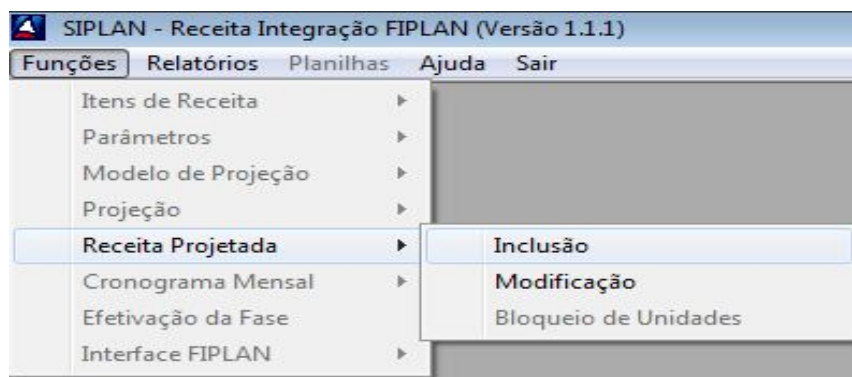 SIPLAN - Receita Integração FIPLAN (Versão 1.1.1)
Funções Relatórios Planilhas Ajuda Sair
Itens de Receita
Parâmetros
Modelo de Projeção
Projeção
Receita Projetada
Inclusão
Cronograma Mensal
Modificação
Efetivação da Fase
Bloqueio de Unidades
Interface FIPLAN